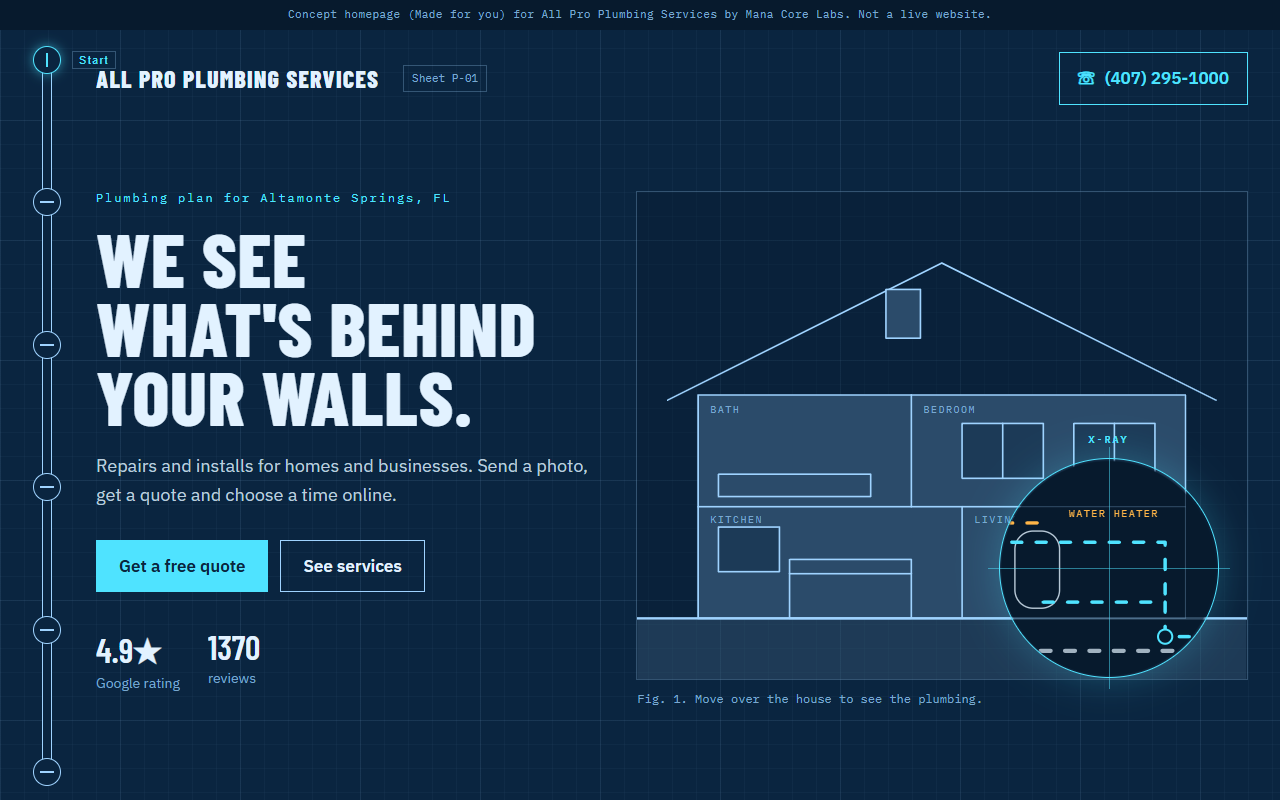 Concept homepage (Made for you) for All Pro Plumbing Services by Mana Core Labs. Not a live website.
Start
ALL PRO PLUMBING SERVICES
Sheet P-01
☎ (407) 295-1000
Plumbing plan for Altamonte Springs, FL
WE SEE
WHAT'S BEHIND
YOUR WALLS.
Repairs and installs for homes and businesses. Send a photo,
get a quote and choose a time online.
Get a free quote
See services
4.9★
Google rating
1370
reviews
BATH
BEDROOM
X-RAY
KITCHEN
LIVIN
WATER HEATER
Fig. 1. Move over the house to see the plumbing.